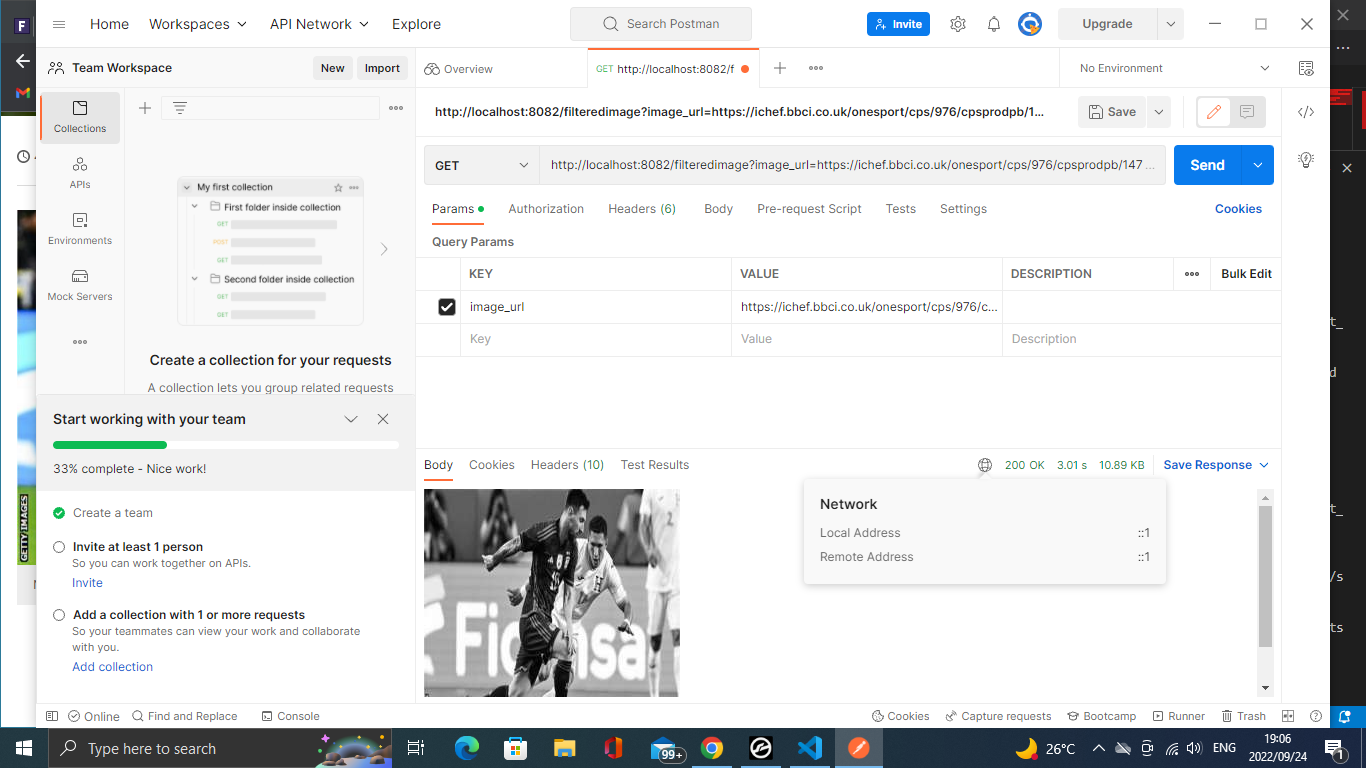 Home
Workspaces
API Network
Explore
Search Postman
Invite
Upgrade
Team Workspace
New
Import
Overview
GET http://localhost:8082/f
No Environment
Collections
APIs
Environments
Mock Servers
My first collection
First folder inside collection
GET
POST
GET
Second folder inside collection
GET
GET
Create a collection for your requests
A collection lets you group related requests
Start working with your team
33% complete - Nice work!
Create a team
Invite at least 1 person
So you can work together on APIs.
Invite
Add a collection with 1 or more requests
So your teammates can view your work and collaborate
with you.
Add collection
http://localhost:8082/filteredimage?image_url=https://ichef.bbci.co.uk/onesport/cps/976/cpsprodpb/1...
Save
GET
http://localhost:8082/filteredimage?image_url=https://ichef.bbci.co.uk/onesport/cps/976/cpsprodpb/147 ...
Send
Params
Authorization
Headers (6)
Body
Pre-request Script
Tests
Settings
Cookies
Query Params
KEY
VALUE
DESCRIPTION
Bulk Edit
image_url
https://ichef.bbci.co.uk/onesport/cps/976/c...
Key
Value
Description
Body
Cookies
Headers (10)
Test Results
200 OK
3.01 s
10.89 KB
Save Response
Network
Local Address
::1
Remote Address
::1
GETTY IMAGES
Online
Find and Replace
Console
Cookies
Capture requests
Bootcamp
Runner
Trash
Type here to search
99+
26°C
ENG
19:06
2022/09/24
1